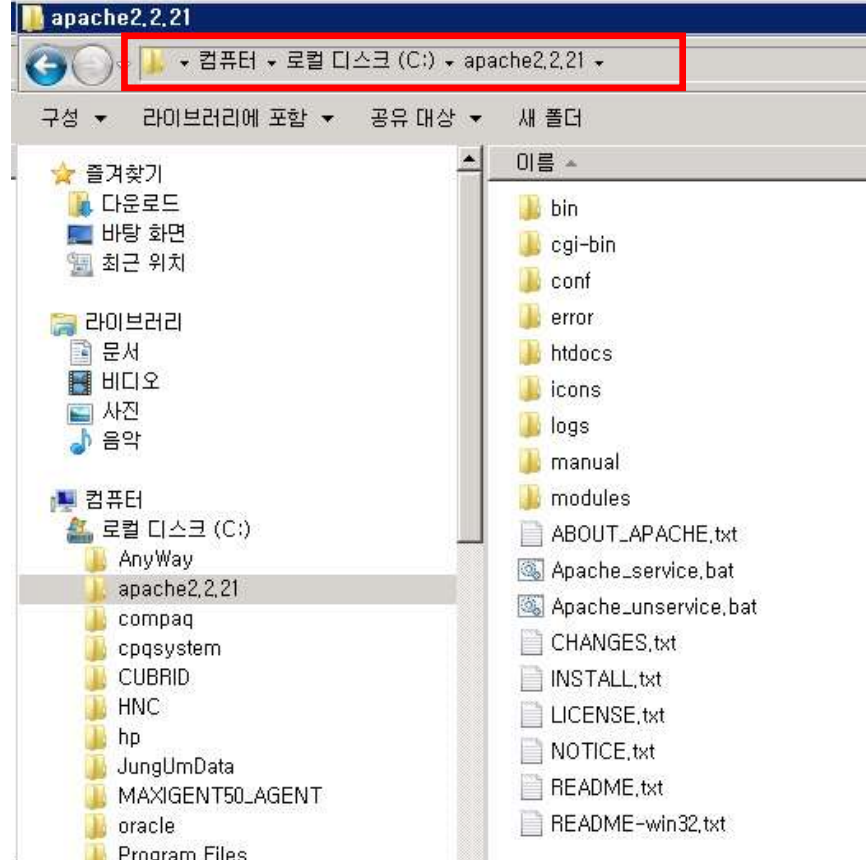 apache2.2.21
컴퓨터 로컬 디스크 (C:) apache2.2.21
구성 라이브러리에 포함 공유 대상 새 폴더
즐겨찾기
다운로드
바탕 화면
최근 위치
라이브러리
문서
비디오
사진
음악
컴퓨터
로컬 디스크 (C:)
AnyWay
apache2.2.21
compaq
cpqsystem
CUBRID
HNC
hp
JungUmData
MAXIGENT50_AGENT
oracle
Program Files
이름
bin
cgi-bin
conf
error
htdocs
icons
logs
manual
modules
ABOUT_APACHE.txt
Apache_service.bat
Apache_unservice.bat
CHANGES.txt
INSTALL.txt
LICENSE.txt
NOTICE.txt
README.txt
README-win32.txt